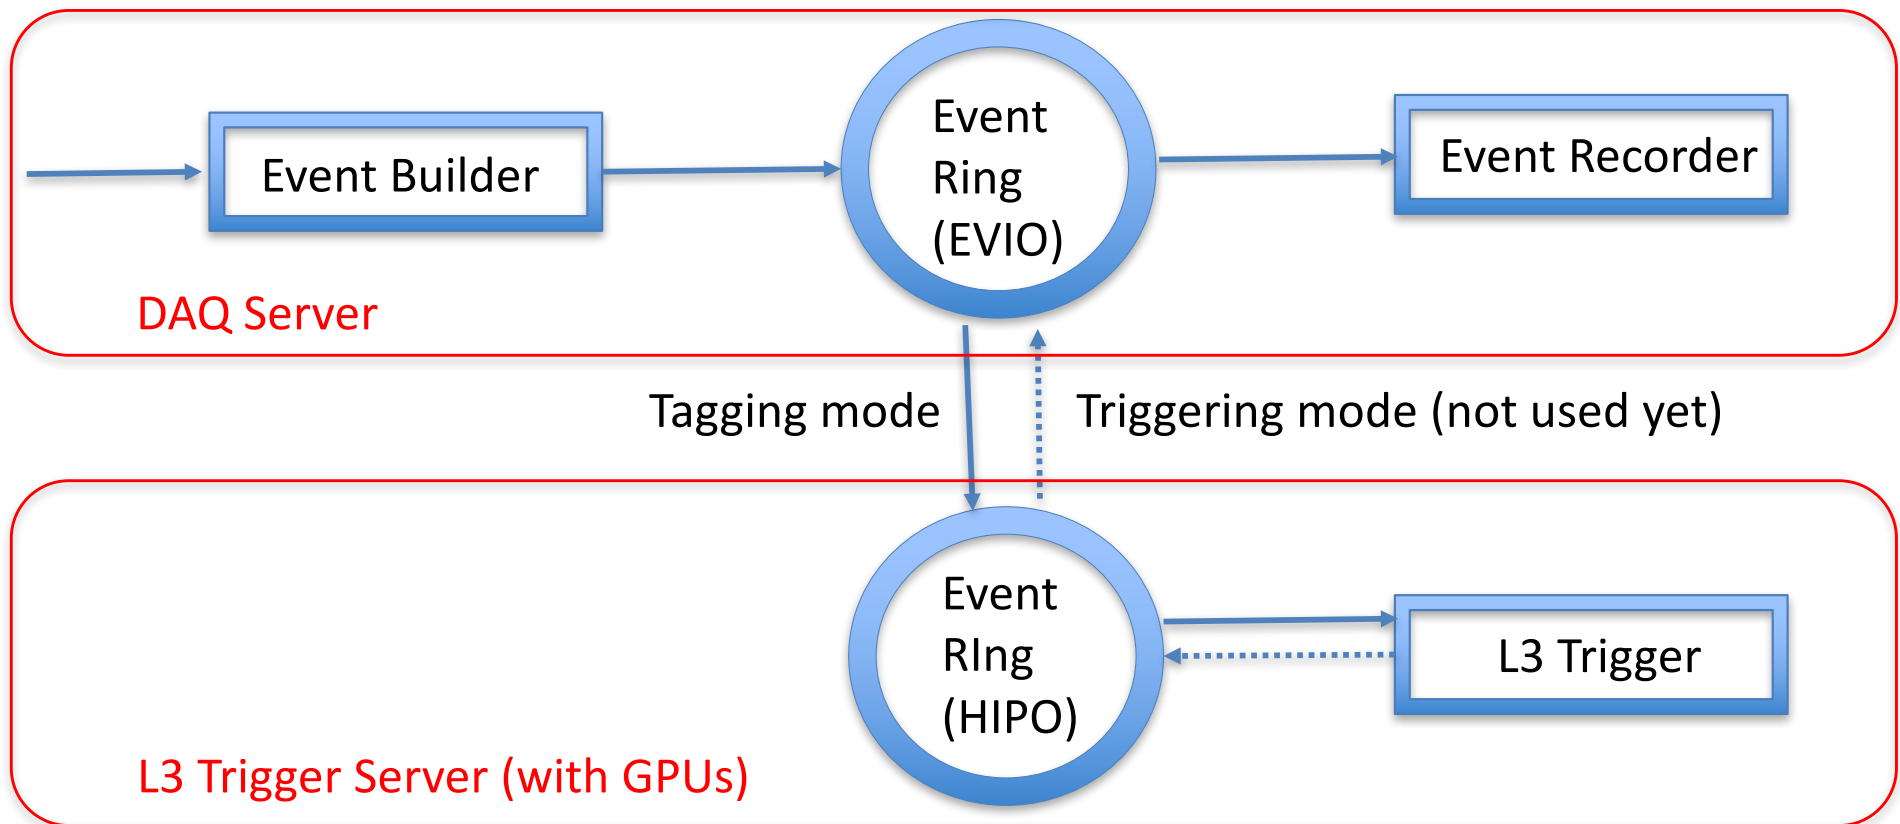 Event Builder
Event
Ring
(EVIO)
Event Recorder
DAQ Server
Tagging mode
Triggering mode (not used yet)
Event
RIng
(HIPO)
L3 Trigger
L3 Trigger Server (with GPUs)